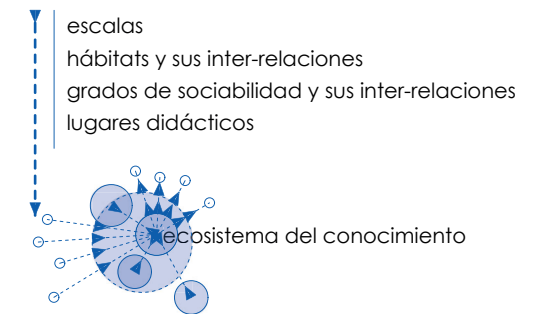 escalas
hábitats y sus inter-relaciones
grados de sociabilidad y sus inter-relaciones
lugares didácticos
ecosistema del conocimiento